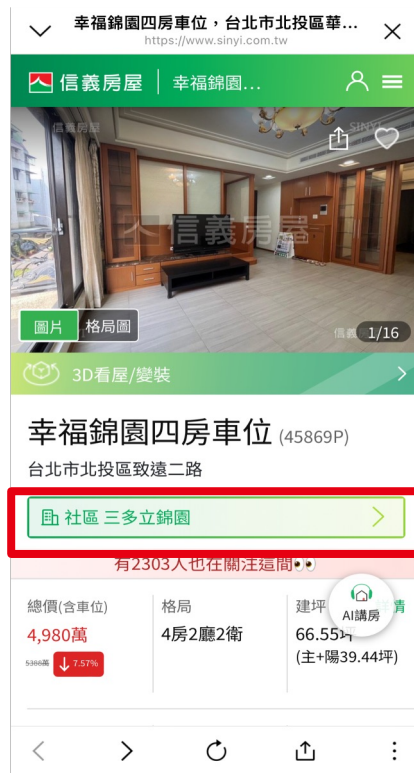 幸福錦園四房車位，台北市北投區華...
https://www.sinyi.com.tw
信義房屋 幸福錦園...
信義房屋
SINYI
信義房屋
圖片 格局圖
信義
1/16
3D看屋/變裝
幸福錦園四房車位 (45869P)
台北市北投區致遠二路
社區 三多立錦園
有2303人也在關注這間👀
總價(含車位) 格局 建坪 情
AI講房
4,980萬 4房2廳2衛 66.55坪
5388萬 ↓ 7.57% (主+陽39.44坪)